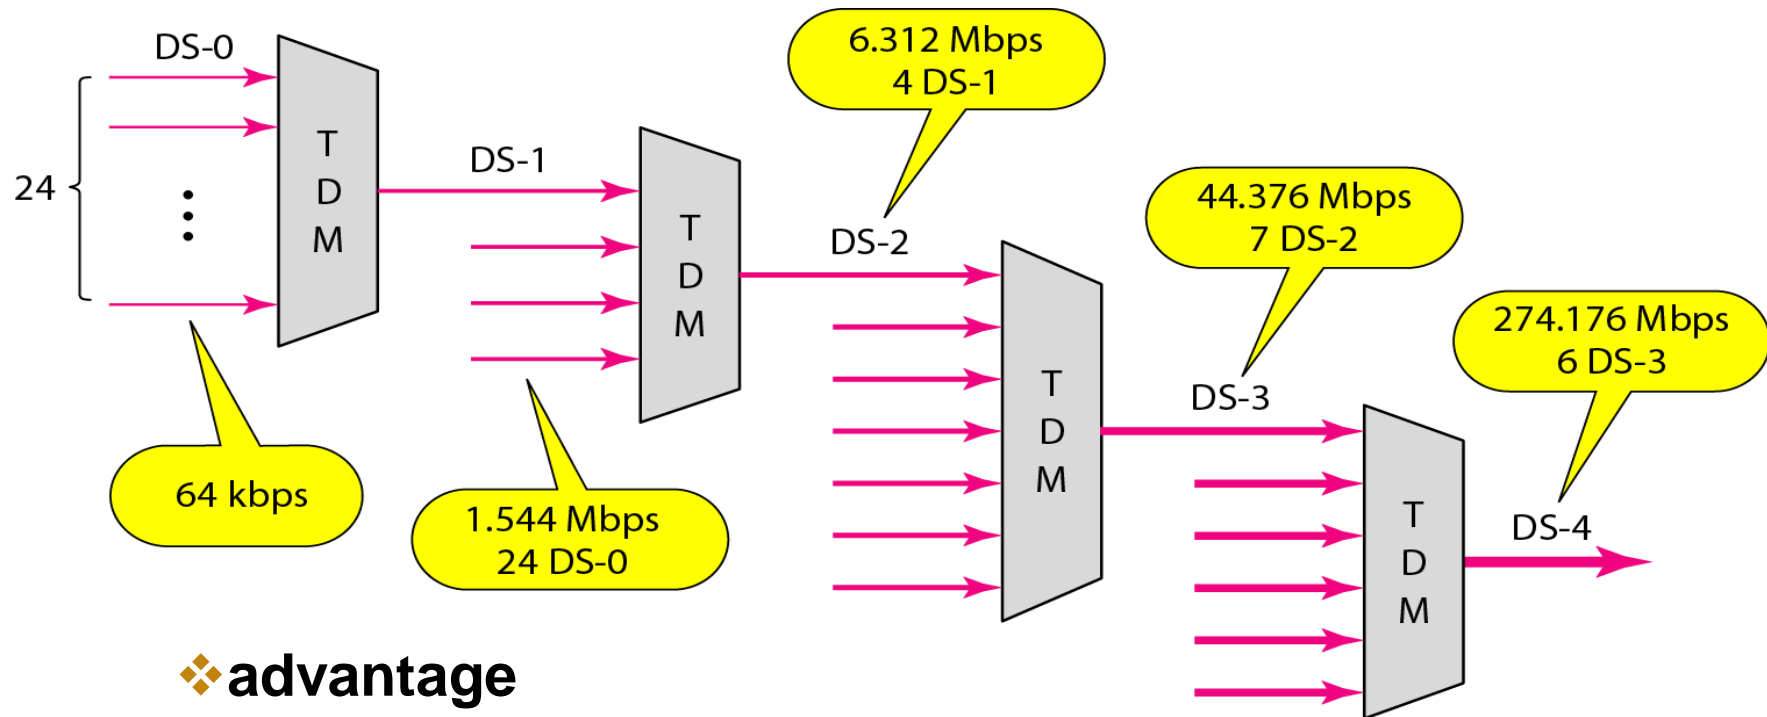 DS-0
24
T
D
M
64 kbps
DS-1
1.544 Mbps
24 DS-0
T
D
M
6.312 Mbps
4 DS-1
DS-2
T
D
M
44.376 Mbps
7 DS-2
DS-3
T
D
M
274.176 Mbps
6 DS-3
DS-4
advantage